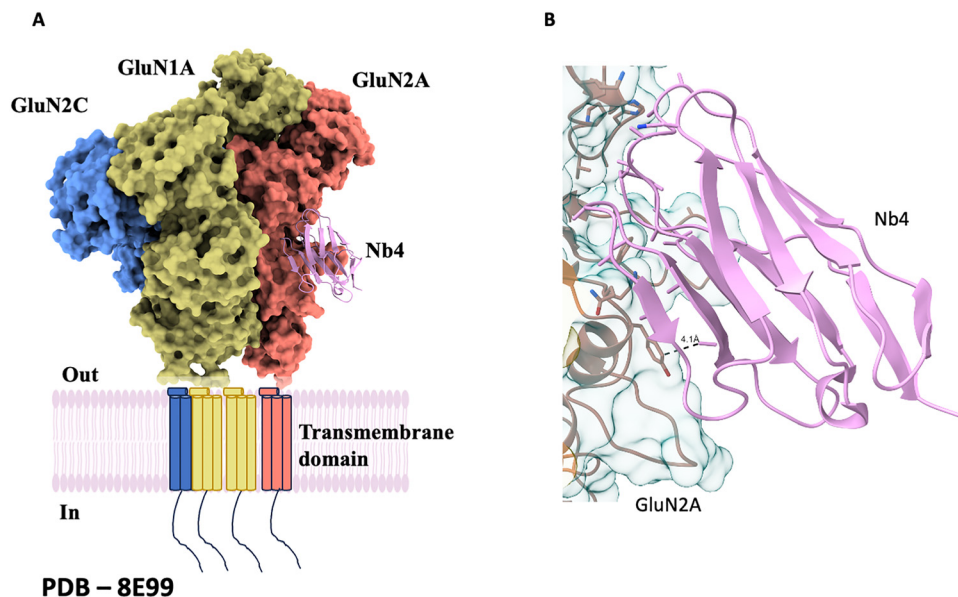 A
GluN1A
GluN2A
GluN2C
Nb4
Out
Transmembrane
domain
In
PDB – 8E99
B
Nb4
4.1Å
GluN2A